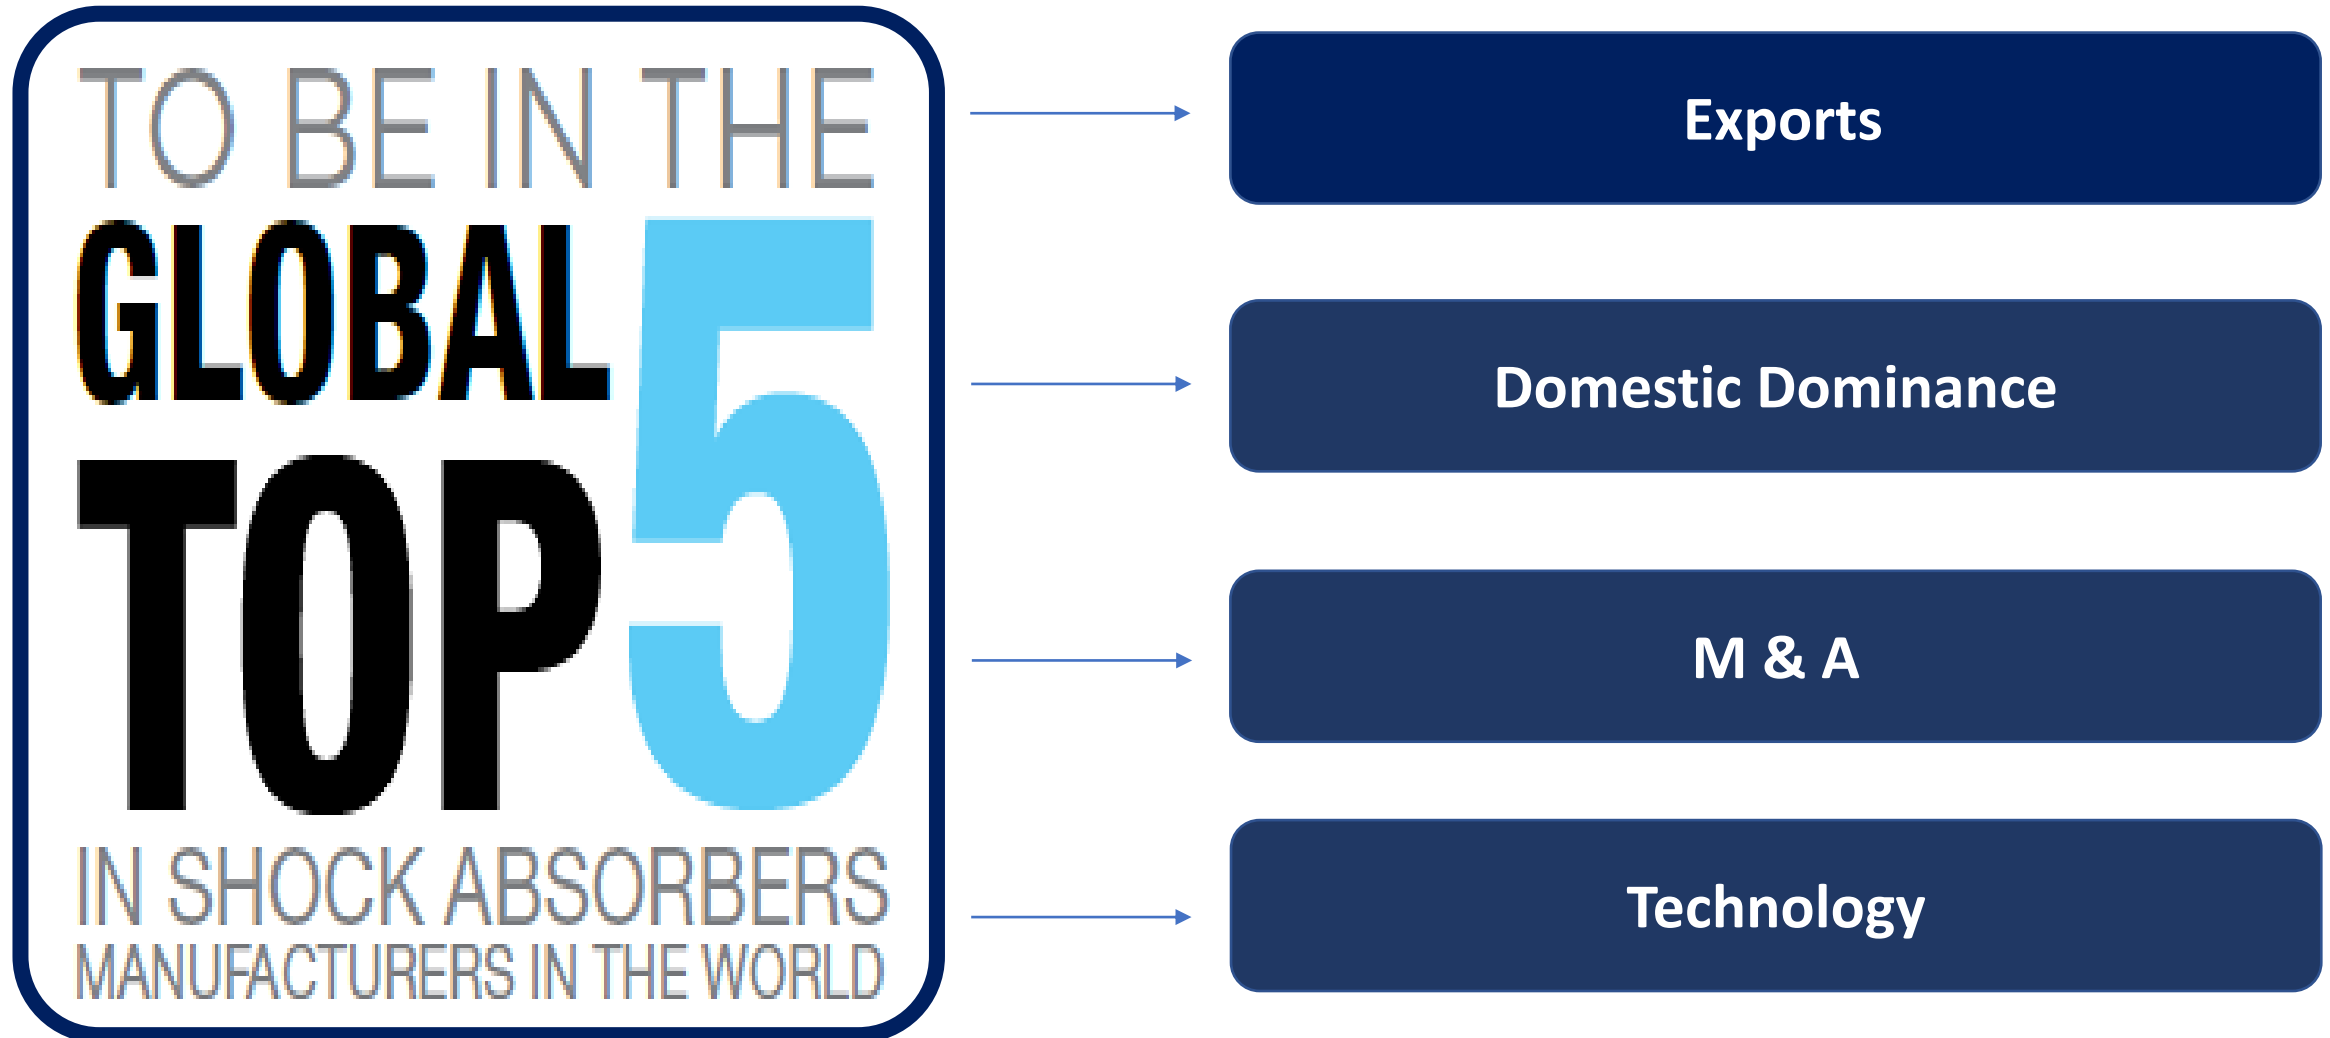 TO BE IN THE
GLOBAL
TOP 5
IN SHOCK ABSORBERS
MANUFACTURERS IN THE WORLD
Exports
Domestic Dominance
M & A
Technology